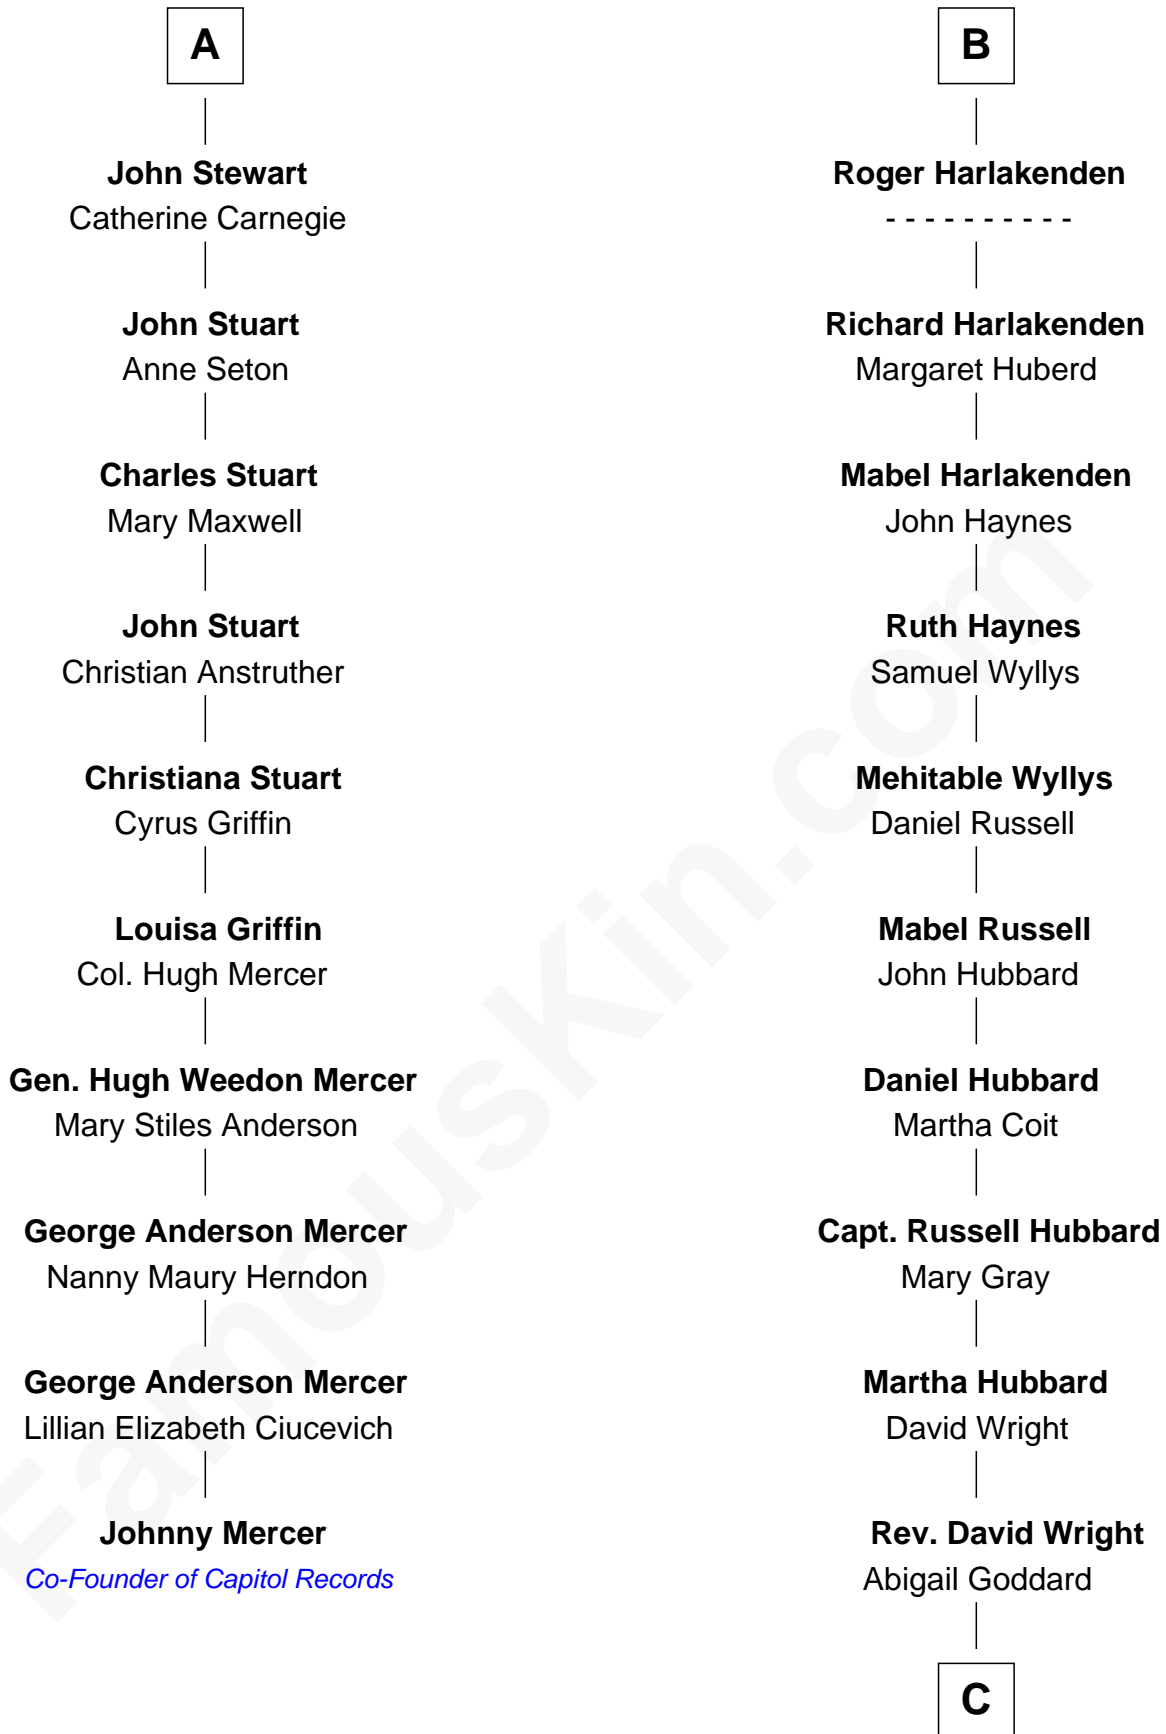 A
John Stewart
Catherine Carnegie
John Stuart
Anne Seton
Charles Stuart
Mary Maxwell
John Stuart
Christian Anstruther
Christiana Stuart
Cyrus Griffin
Louisa Griffin
Col. Hugh Mercer
Gen. Hugh Weedon Mercer
Mary Stiles Anderson
George Anderson Mercer
Nanny Maury Herndon
George Anderson Mercer
Lillian Elizabeth Ciucevich
Johnny Mercer
Co-Founder of Capitol Records
B
Roger Harlakenden
- - - - - - - - - -
Richard Harlakenden
Margaret Huberd
Mabel Harlakenden
John Haynes
Ruth Haynes
Samuel Wyllys
Mehitable Wyllys
Daniel Russell
Mabel Russell
John Hubbard
Daniel Hubbard
Martha Coit
Capt. Russell Hubbard
Mary Gray
Martha Hubbard
David Wright
Rev. David Wright
Abigail Goddard
C
FamousKin.com